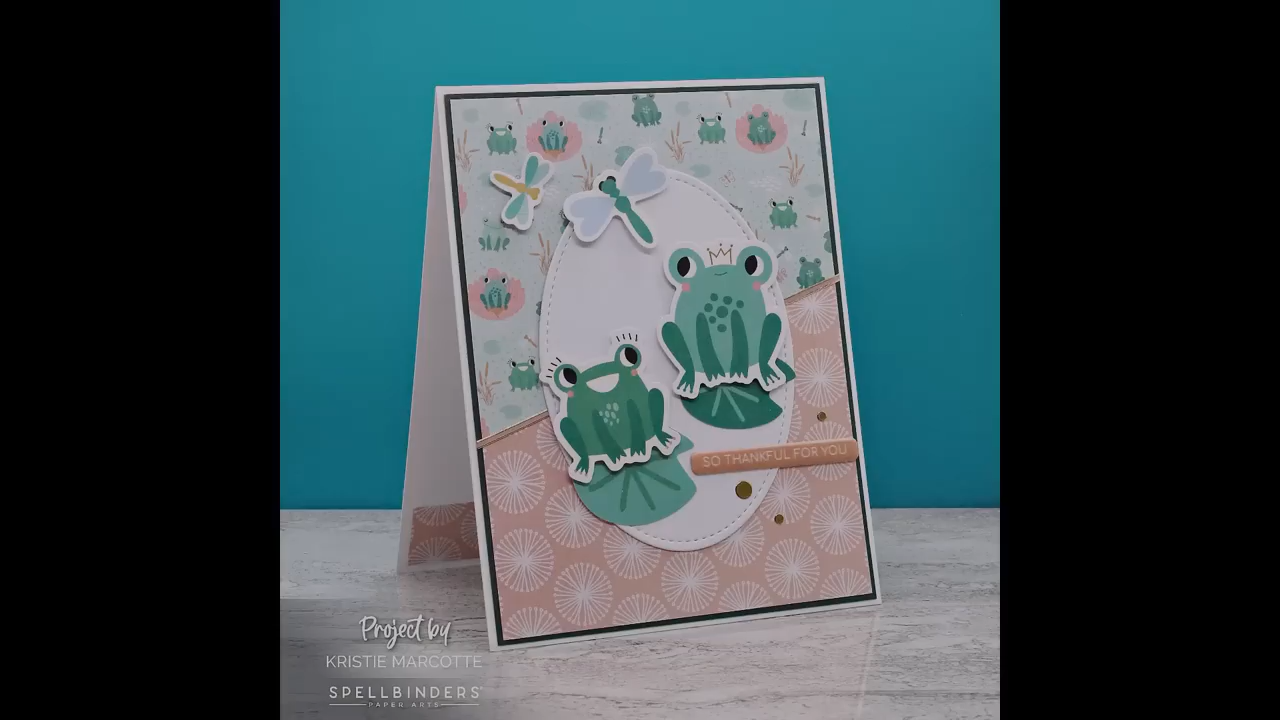 SO THANKFUL FOR YOU
Project by
KRISTIE MARCOTTE
SPELLBINDERS®
PAPER ARTS